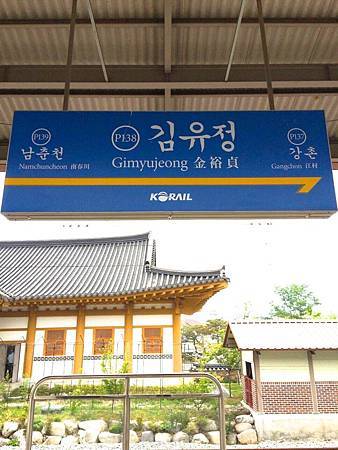 P139
남춘천
Namchuncheon 南春川
P138 김유정
Gimyujeong 金裕貞
P137
강촌
Gangchon 江村
KORAIL